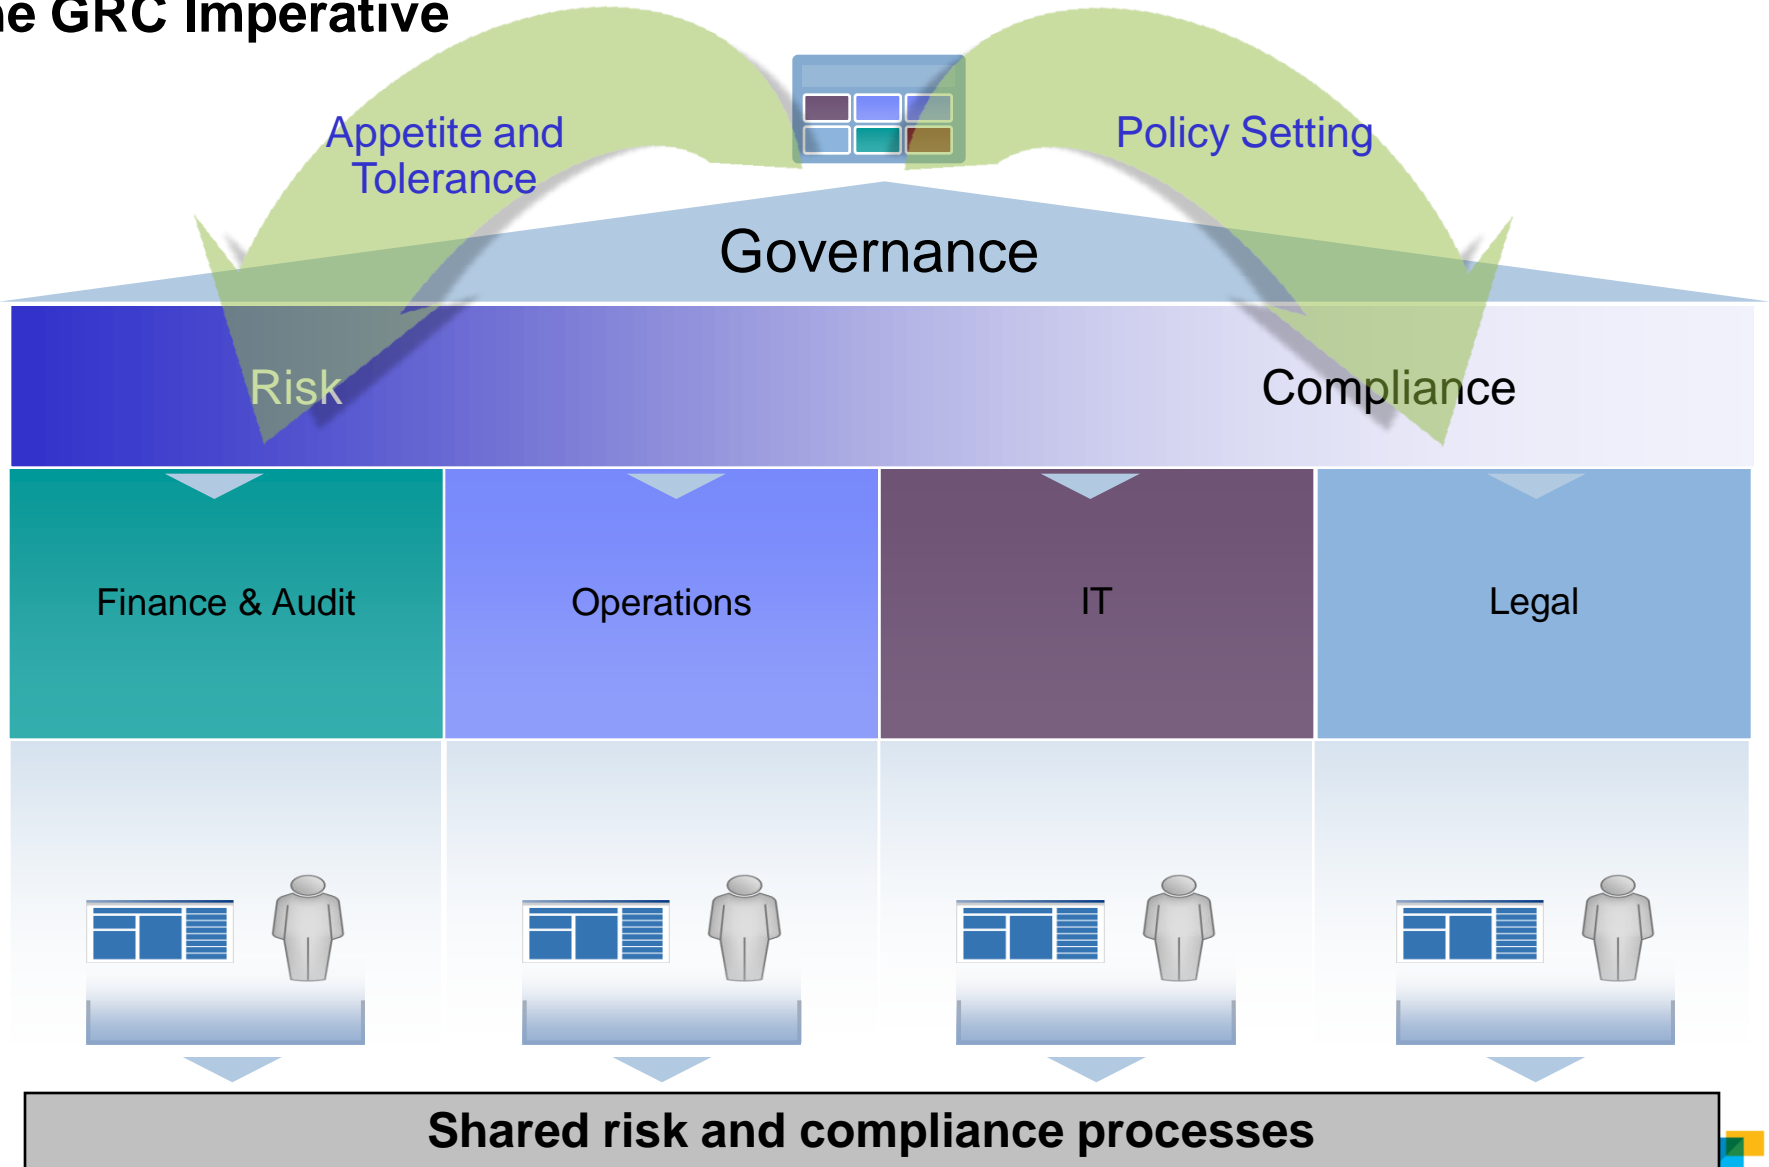 he GRC Imperative
Appetite and
Tolerance
Policy Setting
Governance
Risk
Compliance
Finance & Audit
Operations
IT
Legal
Shared risk and compliance processes